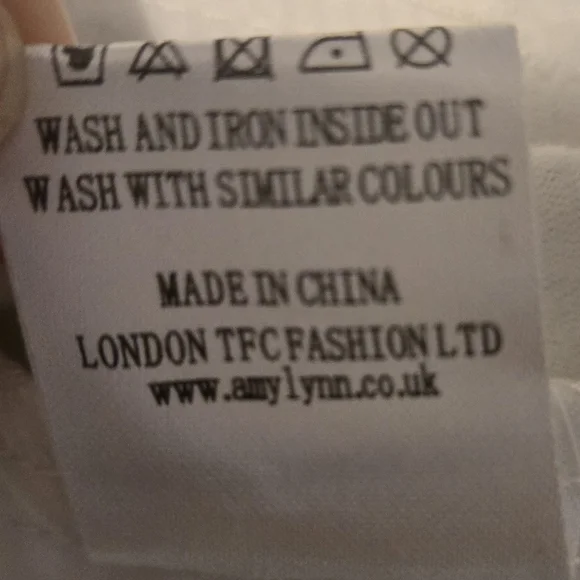 WASH AND IRON INSIDE OUT
WASH WITH SIMILAR COLOURS
MADE IN CHINA
LONDON TFC FASHION LTD
www.amylynn.co.uk